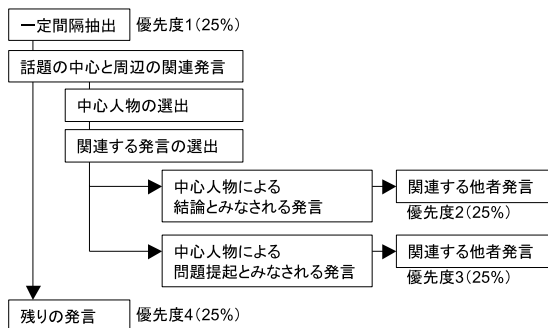 一定間隔抽出
優先度1(25%)
話題の中心と周辺の関連発言
中心人物の選出
関連する発言の選出
中心人物による
結論とみなされる発言
関連する他者発言
優先度2(25%)
中心人物による
問題提起とみなされる発言
関連する他者発言
優先度3(25%)
残りの発言
優先度4(25%)